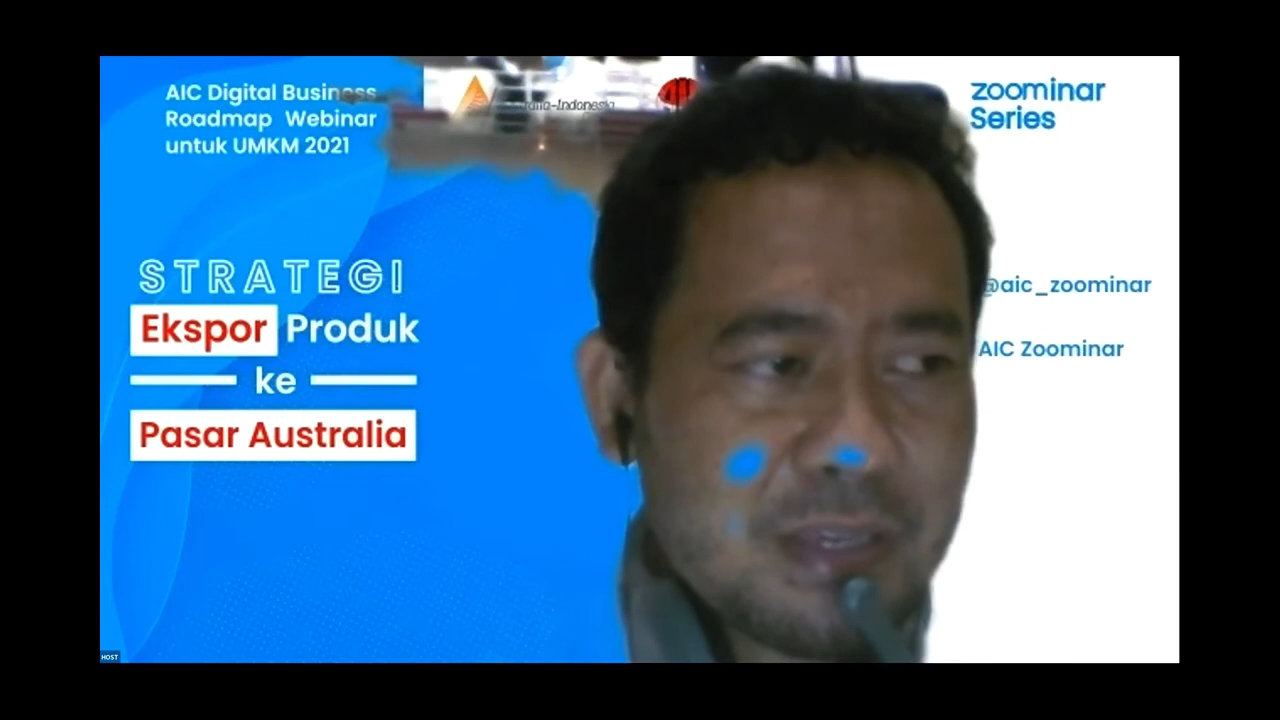 AIC Digital Business
Roadmap Webinar
untuk UMKM 2021
zoominar
Series
STRATEGI
Ekspor Produk
ke
Pasar Australia
@aic_zoominar
AIC Zoominar
HOST